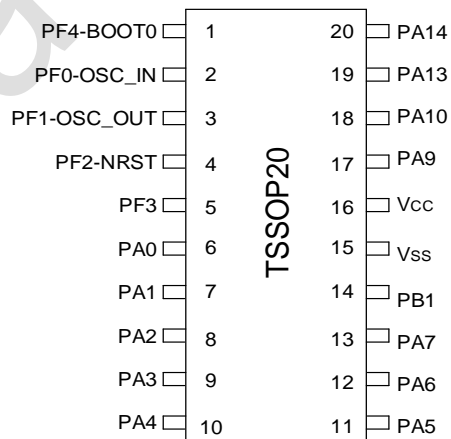 PF4-BOOT0 1 20 PA14
PF0-OSC_IN 2 19 PA13
PF1-OSC_OUT 3 18 PA10
PF2-NRST 4 17 PA9
PF3 5 16 VCC
PA0 6 15 VSS
PA1 7 14 PB1
PA2 8 13 PA7
PA3 9 12 PA6
PA4 10 11 PA5
TSSOP20